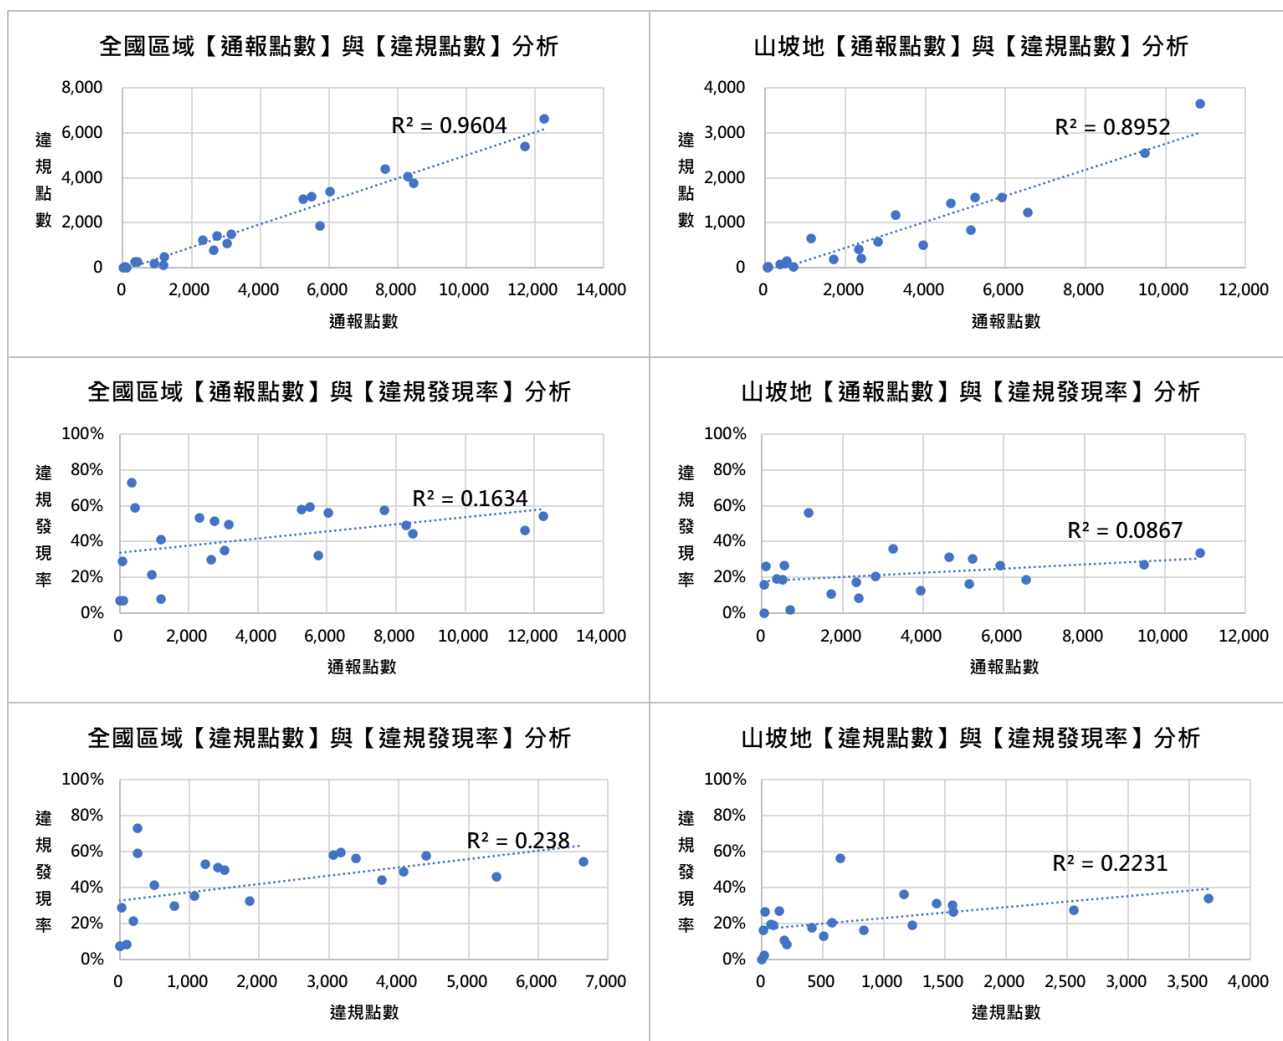 全國區域【通報點數】與【違規點數】分析
8,000
6,000
4,000
2,000
0
違規點數
R² = 0.9604
0 2,000 4,000 6,000 8,000 10,000 12,000 14,000
通報點數
山坡地【通報點數】與【違規點數】分析
4,000
3,000
2,000
1,000
0
違規點數
R² = 0.8952
0 2,000 4,000 6,000 8,000 10,000 12,000
通報點數
全國區域【通報點數】與【違規發現率】分析
100%
80%
60%
40%
20%
0%
違規發現率
R² = 0.1634
0 2,000 4,000 6,000 8,000 10,000 12,000 14,000
通報點數
山坡地【通報點數】與【違規發現率】分析
100%
80%
60%
40%
20%
0%
違規發現率
R² = 0.0867
0 2,000 4,000 6,000 8,000 10,000 12,000
通報點數
全國區域【違規點數】與【違規發現率】分析
100%
80%
60%
40%
20%
0%
違規發現率
R² = 0.238
0 1,000 2,000 3,000 4,000 5,000 6,000 7,000
違規點數
山坡地【違規點數】與【違規發現率】分析
100%
80%
60%
40%
20%
0%
違規發現率
R² = 0.2231
0 500 1,000 1,500 2,000 2,500 3,000 3,500 4,000
違規點數